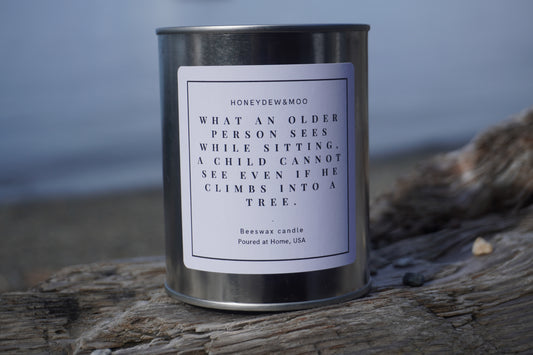 HONEYDEW&MOO
WHAT AN OLDER
PERSON SEES
WHILE SITTING,
A CHILD CANNOT
SEE EVEN IF HE
CLIMBS INTO A
TREE.
.
Beeswax candle
Poured at Home, USA